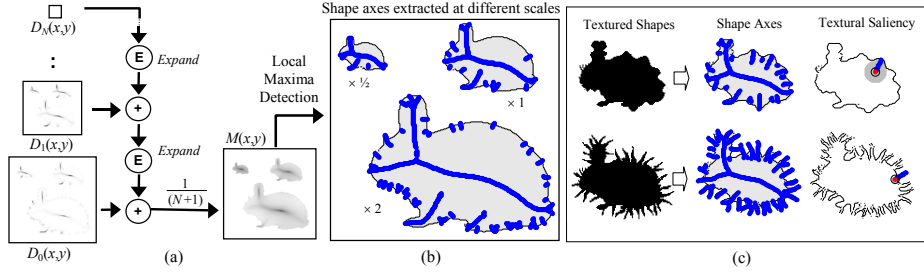 D_N(x,y)
E
Expand
⋮
+
D_1(x,y)
E
Expand
D_0(x,y)
+
1
(N+1)
(a)
Local
Maxima
Detection
M(x,y)
Shape axes extracted at different scales
× ½
× 1
× 2
(b)
Textured Shapes
Shape Axes
Textural Saliency
(c)